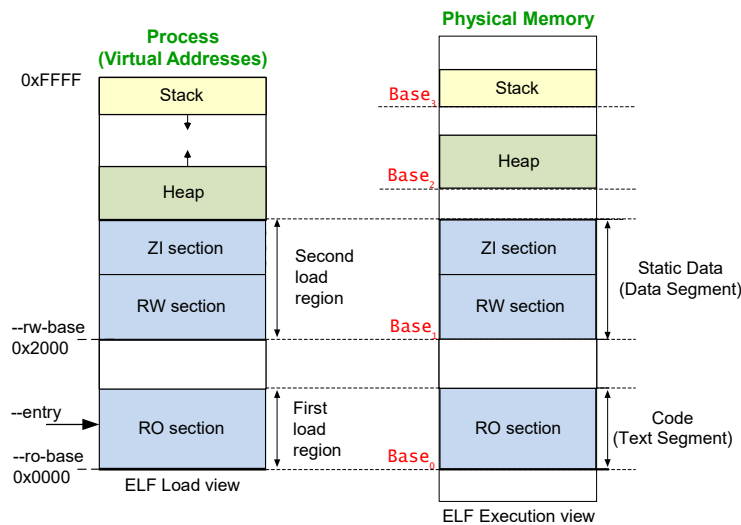 Process
(Virtual Addresses)
0xFFFF
Stack
Heap
ZI section
RW section
Second
load
region
--rw-base
0x2000
--entry
RO section
First
load
region
--ro-base
0x0000
ELF Load view
Physical Memory
Stack
Base3
Heap
Base2
ZI section
RW section
Static Data
(Data Segment)
Base1
RO section
Code
(Text Segment)
Base0
ELF Execution view